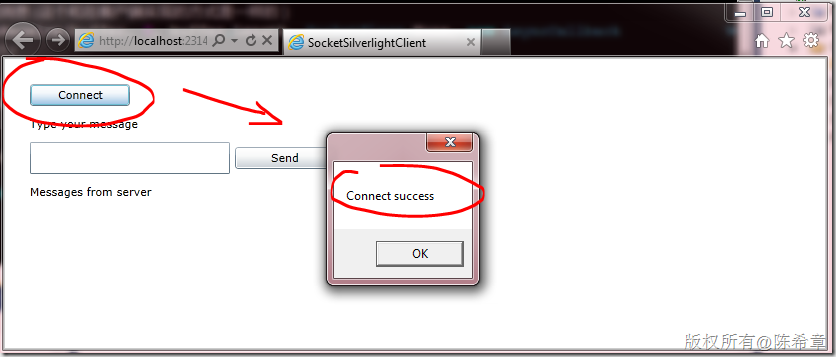 http://localhost:2314
SocketSilverlightClient
Connect
Type your message
Send
Messages from server
Connect success
OK
版权所有@陈希章